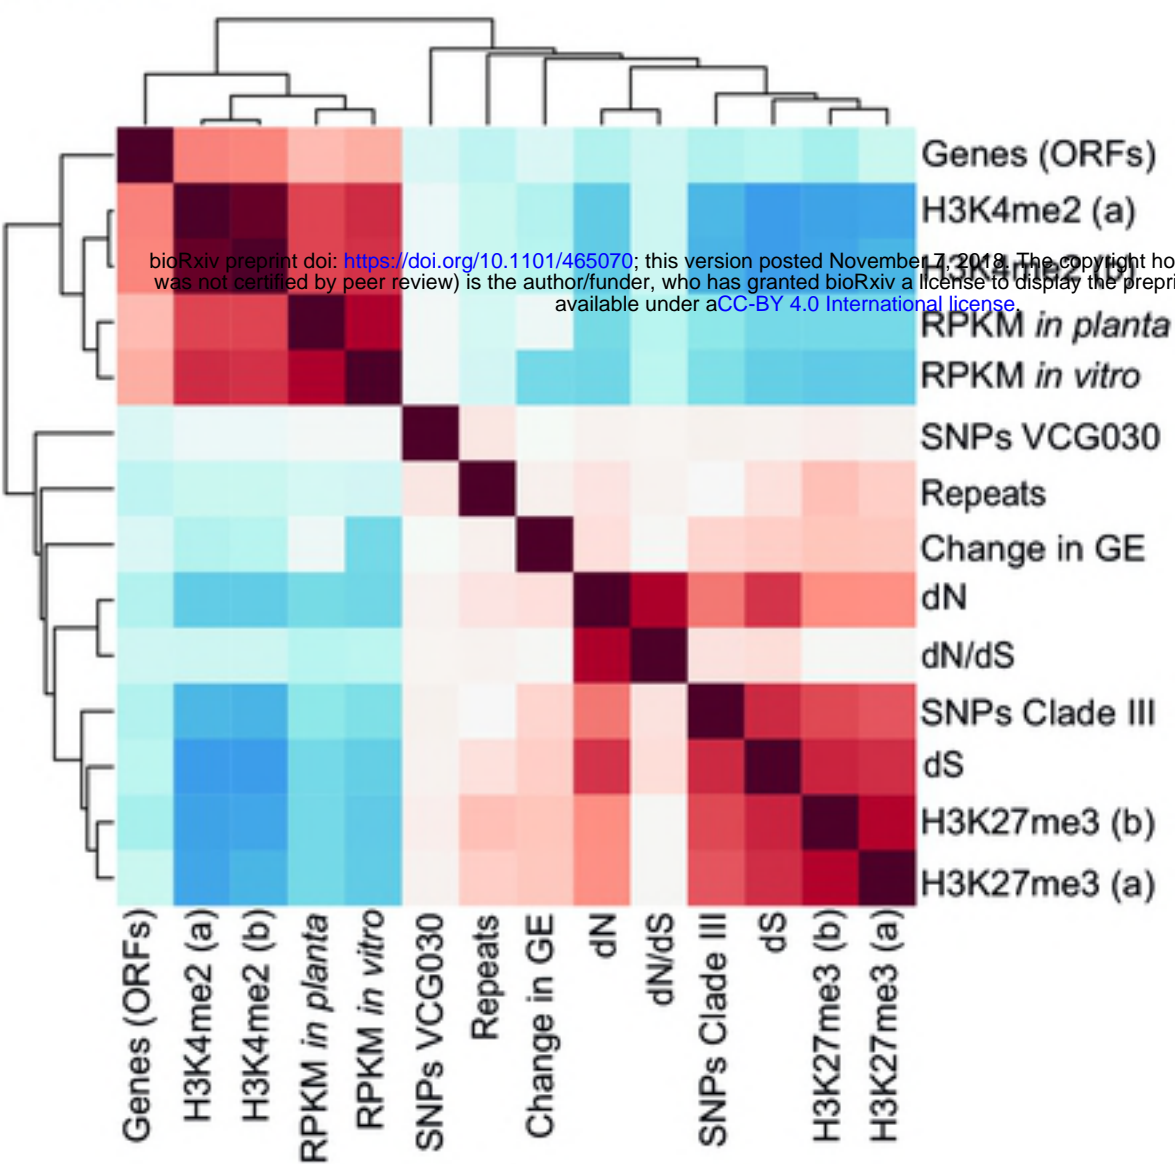 Genes (ORFs)
H3K4me2 (a)
H3K4me2 (b)
bioRxiv preprint doi: https://doi.org/10.1101/465070; this version posted November 7, 2018. The copyright ho
was not certified by peer review) is the author/funder, who has granted bioRxiv a license to display the prepri
available under aCC-BY 4.0 International license.
RPKM in planta
RPKM in vitro
SNPs VCG030
Repeats
Change in GE
dN
dN/dS
SNPs Clade III
dS
H3K27me3 (b)
H3K27me3 (a)
Genes (ORFs)
H3K4me2 (a)
H3K4me2 (b)
RPKM in planta
RPKM in vitro
SNPs VCG030
Repeats
Change in GE
dN
dN/dS
SNPs Clade III
dS
H3K27me3 (b)
H3K27me3 (a)